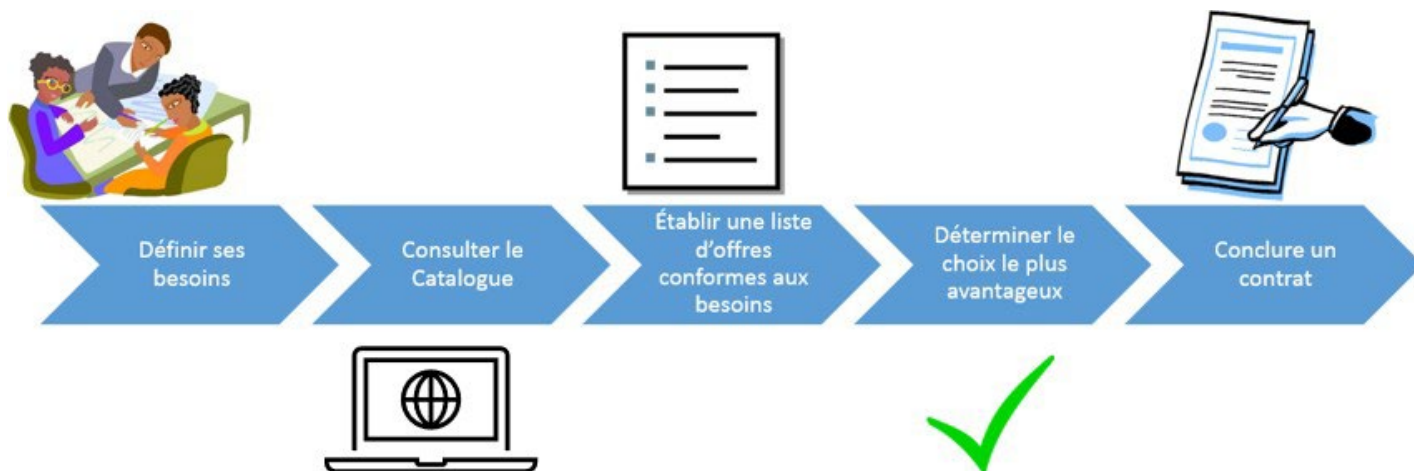 Définir ses
besoins
Consulter le
Catalogue
Établir une liste
d'offres
conformes aux
besoins
Déterminer le
choix le plus
avantageux
Conclure un
contrat